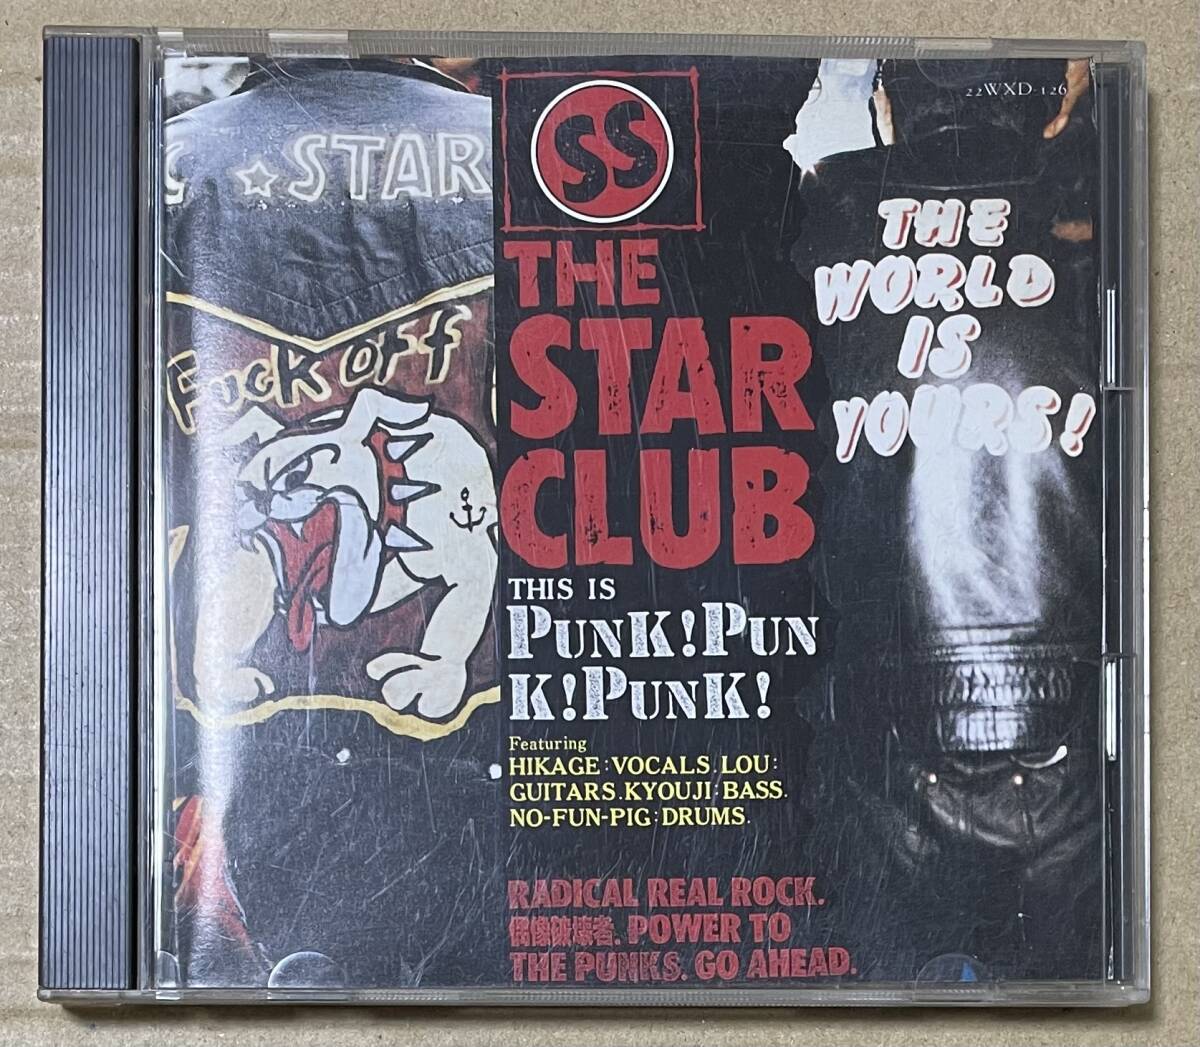 ☆STAR
Fuck off
SS
THE
STAR
CLUB
THIS IS
PUNK!PUN
K!PUNK!
Featuring
HIKAGE:VOCALS.LOU:
GUITARS.KYOUJI:BASS.
NO-FUN-PIG:DRUMS.
RADICAL REAL ROCK.
偶像破壊者. POWER TO
THE PUNKS. GO AHEAD.
22WXD-126
THE
WORLD
IS
YOURS!